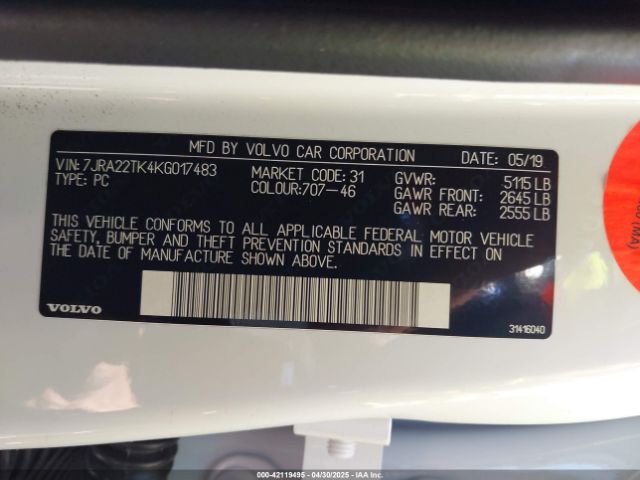 MFD BY VOLVO CAR CORPORATION DATE: 05/19
VIN: 7JRA22TK4KG017483 MARKET CODE: 31 GVWR: 5115 LB
TYPE: PC COLOUR: 707-46 GAWR FRONT: 2645 LB
GAWR REAR: 2555 LB
THIS VEHICLE CONFORMS TO ALL APPLICABLE FEDERAL MOTOR VEHICLE
SAFETY, BUMPER AND THEFT PREVENTION STANDARDS IN EFFECT ON
THE DATE OF MANUFACTURE SHOWN ABOVE.
VOLVO
31416040
000-42119495 - 04/30/2025 - IAA Inc.